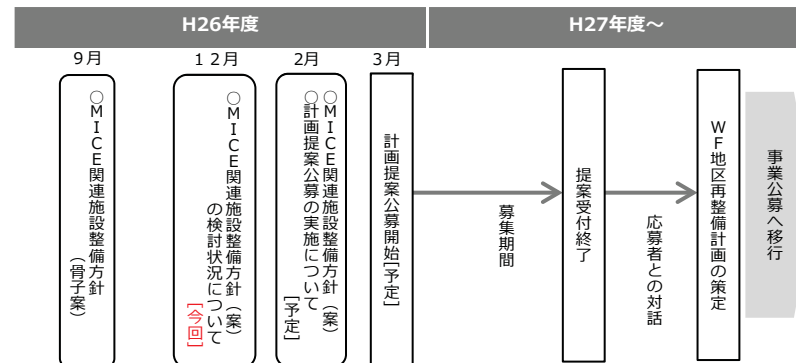 H26年度
H27年度～
9月
１２月
2月
3月
○ＭＩＣＥ関連施設整備方針
（骨子案）
○ＭＩＣＥ関連施設整備方針（案）
の検討状況について
［今回］
○ＭＩＣＥ関連施設整備方針（案）
○計画提案公募の実施について
［予定］
計画提案公募開始［予定］
募集期間
提案受付終了
応募者との対話
ＷＦ地区再整備計画の策定
事業公募へ移行